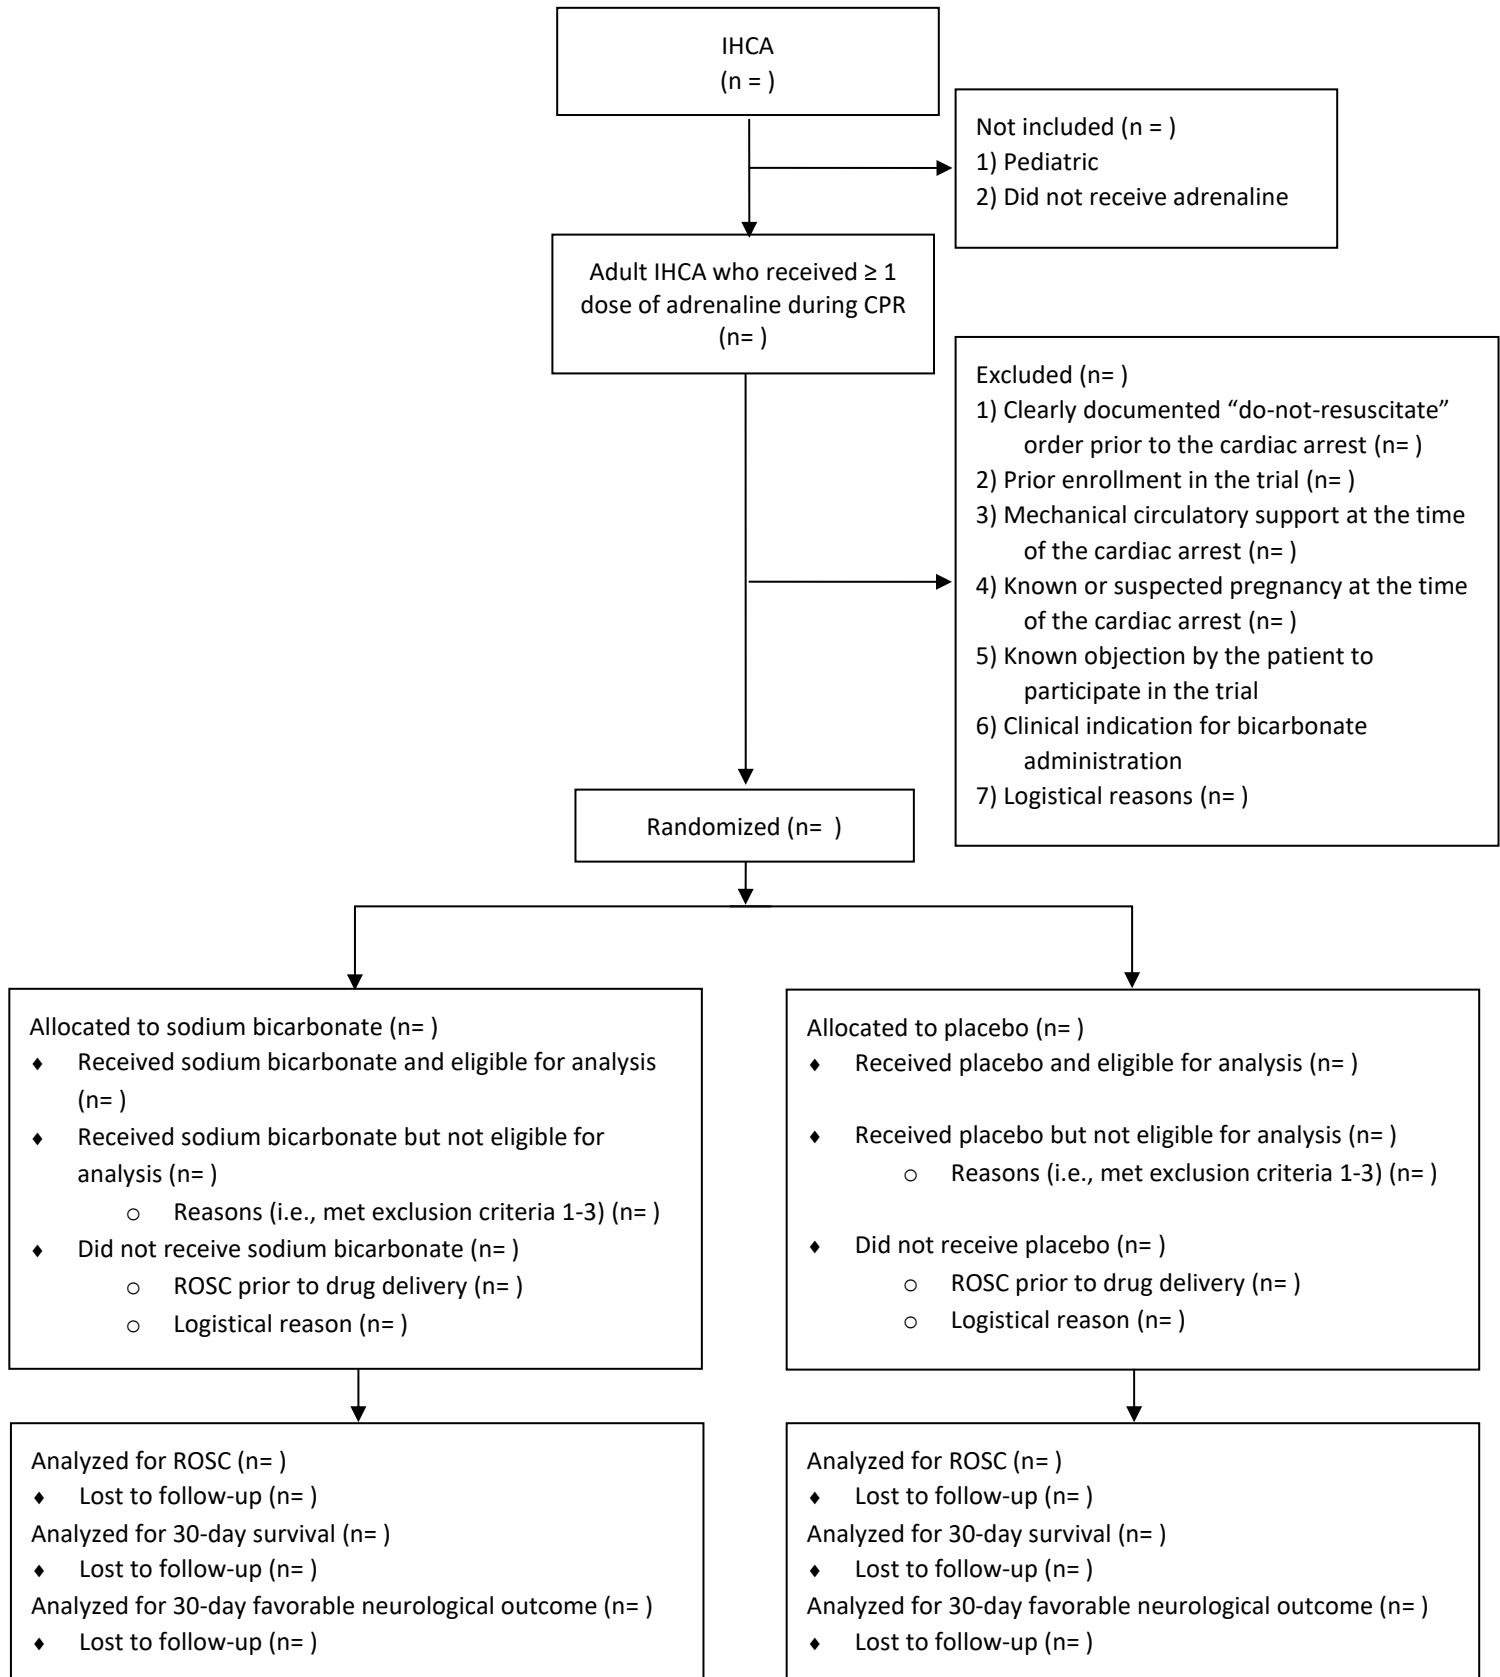 IHCA
(n = )
Not included (n = )
1) Pediatric
2) Did not receive adrenaline
Adult IHCA who received ≥ 1
dose of adrenaline during CPR
(n= )
Excluded (n= )
1) Clearly documented “do-not-resuscitate”
order prior to the cardiac arrest (n= )
2) Prior enrollment in the trial (n= )
3) Mechanical circulatory support at the time
of the cardiac arrest (n= )
4) Known or suspected pregnancy at the time
of the cardiac arrest (n= )
5) Known objection by the patient to
participate in the trial
6) Clinical indication for bicarbonate
administration
7) Logistical reasons (n= )
Randomized (n=  )
Allocated to sodium bicarbonate (n= )
♦ Received sodium bicarbonate and eligible for analysis
(n= )
♦ Received sodium bicarbonate but not eligible for
analysis (n= )
o Reasons (i.e., met exclusion criteria 1-3) (n= )
♦ Did not receive sodium bicarbonate (n= )
o ROSC prior to drug delivery (n= )
o Logistical reason (n= )
Allocated to placebo (n= )
♦ Received placebo and eligible for analysis (n= )
♦ Received placebo but not eligible for analysis (n= )
o Reasons (i.e., met exclusion criteria 1-3) (n= )
♦ Did not receive placebo (n= )
o ROSC prior to drug delivery (n= )
o Logistical reason (n= )
Analyzed for ROSC (n= )
♦ Lost to follow-up (n= )
Analyzed for 30-day survival (n= )
♦ Lost to follow-up (n= )
Analyzed for 30-day favorable neurological outcome (n= )
♦ Lost to follow-up (n= )
Analyzed for ROSC (n= )
♦ Lost to follow-up (n= )
Analyzed for 30-day survival (n= )
♦ Lost to follow-up (n= )
Analyzed for 30-day favorable neurological outcome (n= )
♦ Lost to follow-up (n= )